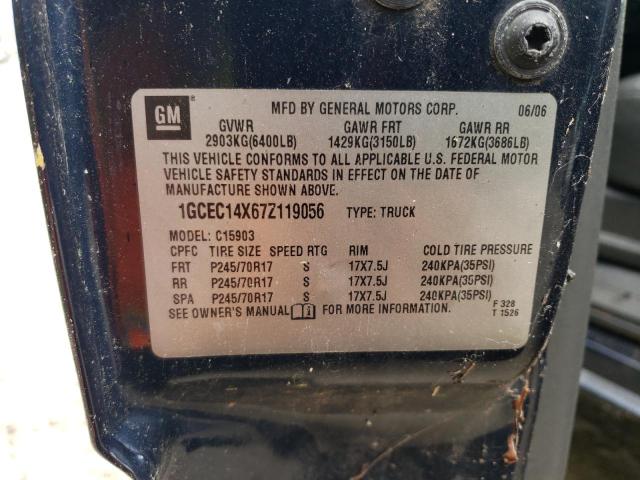 GM ®
MFD BY GENERAL MOTORS CORP. 06/06
GVWR GAWR FRT GAWR RR
2903KG(6400LB) 1429KG(3150LB) 1672KG(3686LB)
THIS VEHICLE CONFORMS TO ALL APPLICABLE U.S. FEDERAL MOTOR
VEHICLE SAFETY STANDARDS IN EFFECT ON THE DATE OF
MANUFACTURE SHOWN ABOVE.
1GCEC14X67Z119056 TYPE: TRUCK
MODEL: C15903
CPFC TIRE SIZE SPEED RTG RIM COLD TIRE PRESSURE
FRT P245/70R17 S 17X7.5J 240KPA(35PSI)
RR P245/70R17 S 17X7.5J 240KPA(35PSI)
SPA P245/70R17 S 17X7.5J 240KPA(35PSI)
SEE OWNER'S MANUAL FOR MORE INFORMATION.
F 328
T 1526